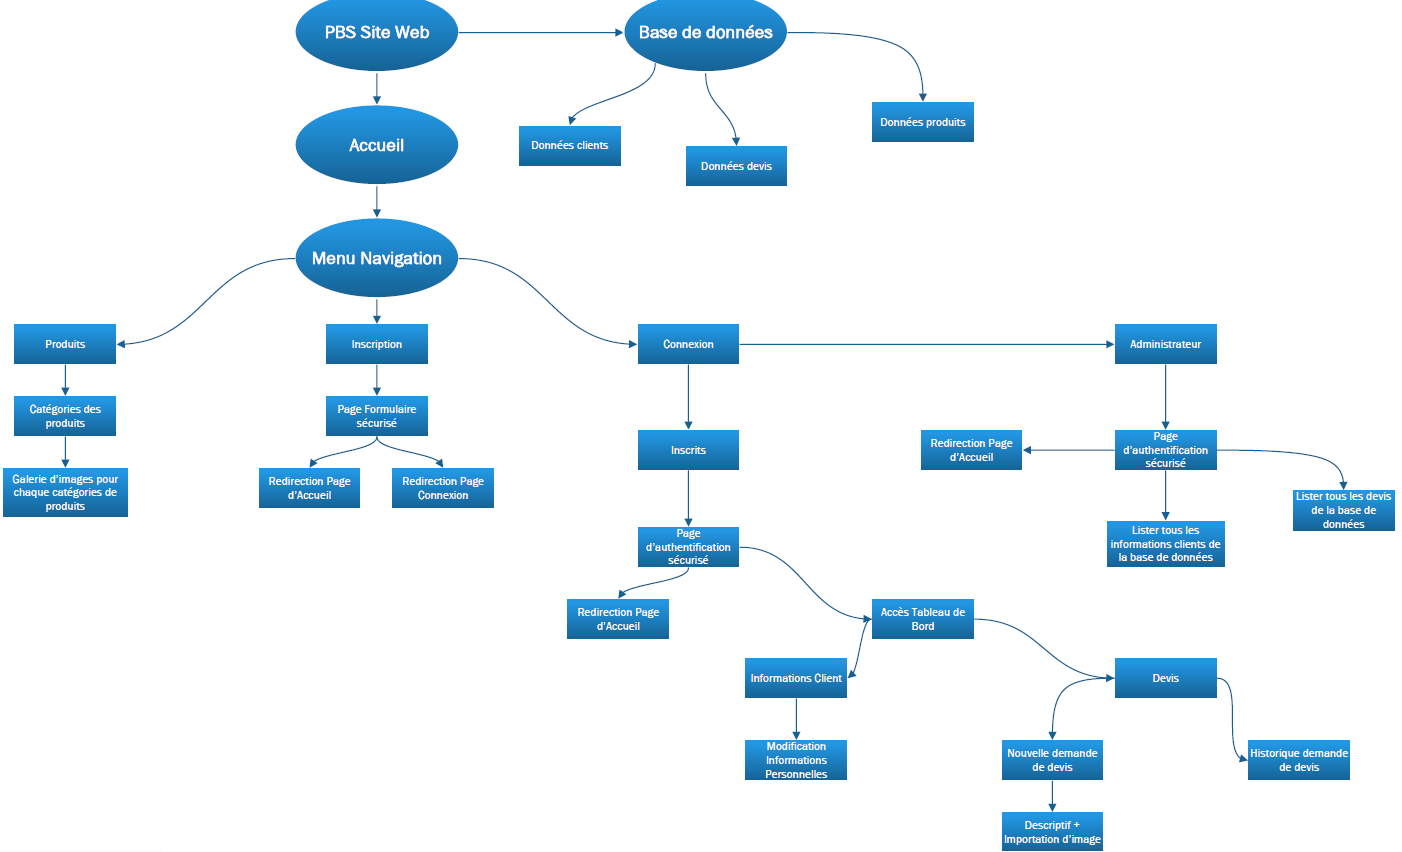 PBS Site Web
Base de données
Données produits
Accueil
Données clients
Données devis
Menu Navigation
Produits
Inscription
Connexion
Administrateur
Catégories des
produits
Page Formulaire
sécurisé
Inscrits
Redirection Page
d'Accueil
Page
d'authentification
sécurisé
Galerie d'images pour
chaque catégories de
produits
Redirection Page
d'Accueil
Redirection Page
Connexion
Lister tous les devis
de la base de
données
Page
d'authentification
sécurisé
Lister tous les
informations clients de
la base de données
Redirection Page
d'Accueil
Accès Tableau de
Bord
Informations Client
Devis
Modification
Informations
Personnelles
Nouvelle demande
de devis
Historique demande
de devis
Descriptif +
Importation d'image